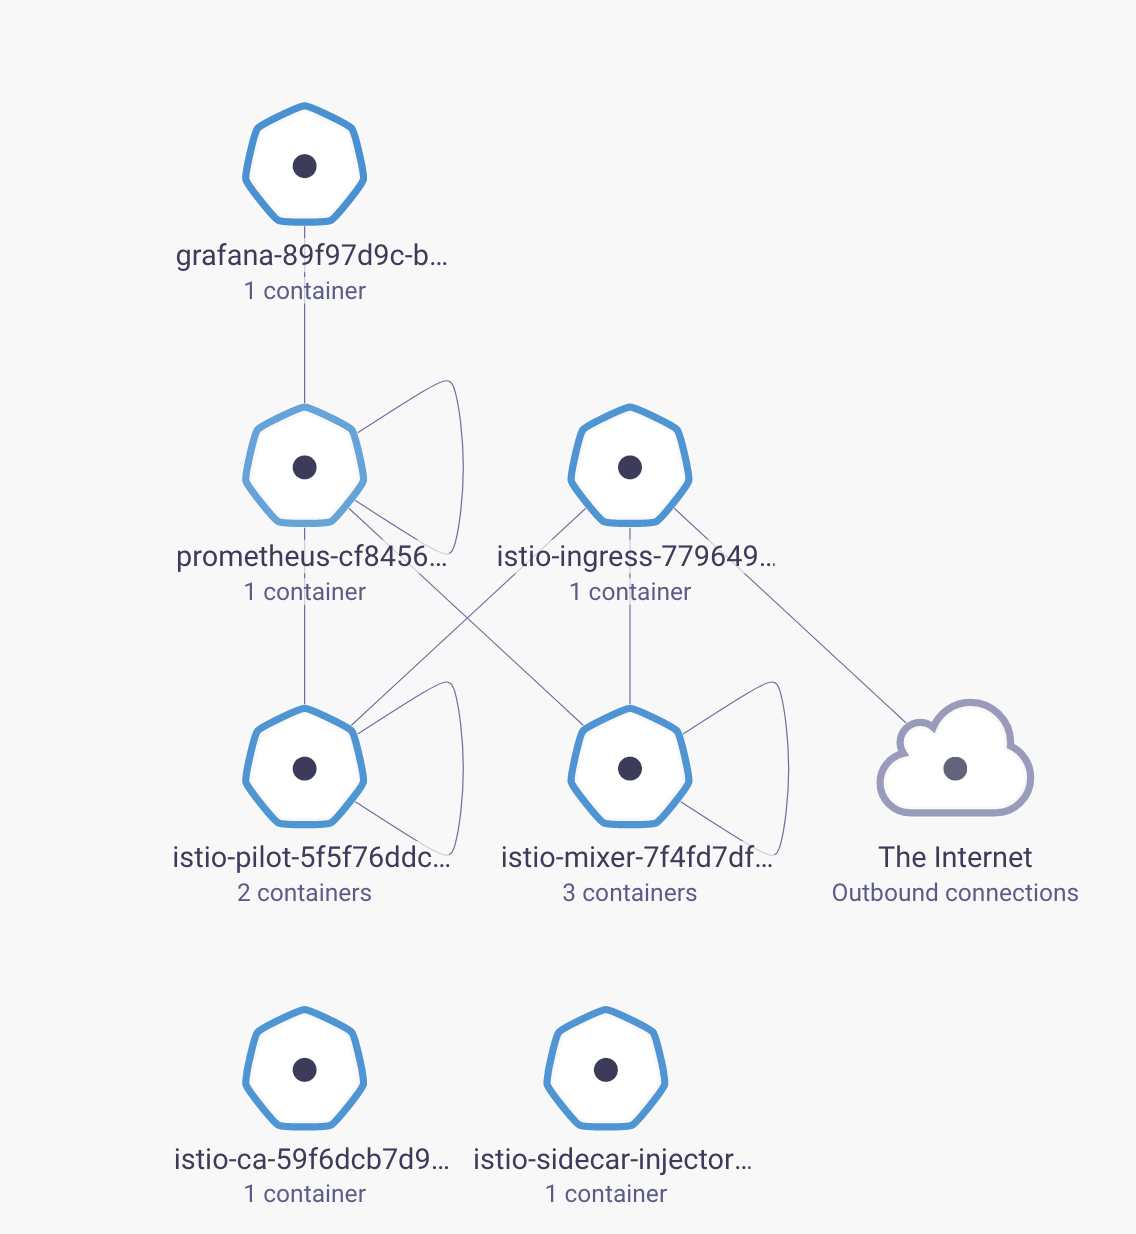 grafana-89f97d9c-b...
1 container
prometheus-cf8456...
1 container
istio-ingress-779649...
1 container
istio-pilot-5f5f76ddc...
2 containers
istio-mixer-7f4fd7df...
3 containers
The Internet
Outbound connections
istio-ca-59f6dcb7d9...
1 container
istio-sidecar-injector...
1 container